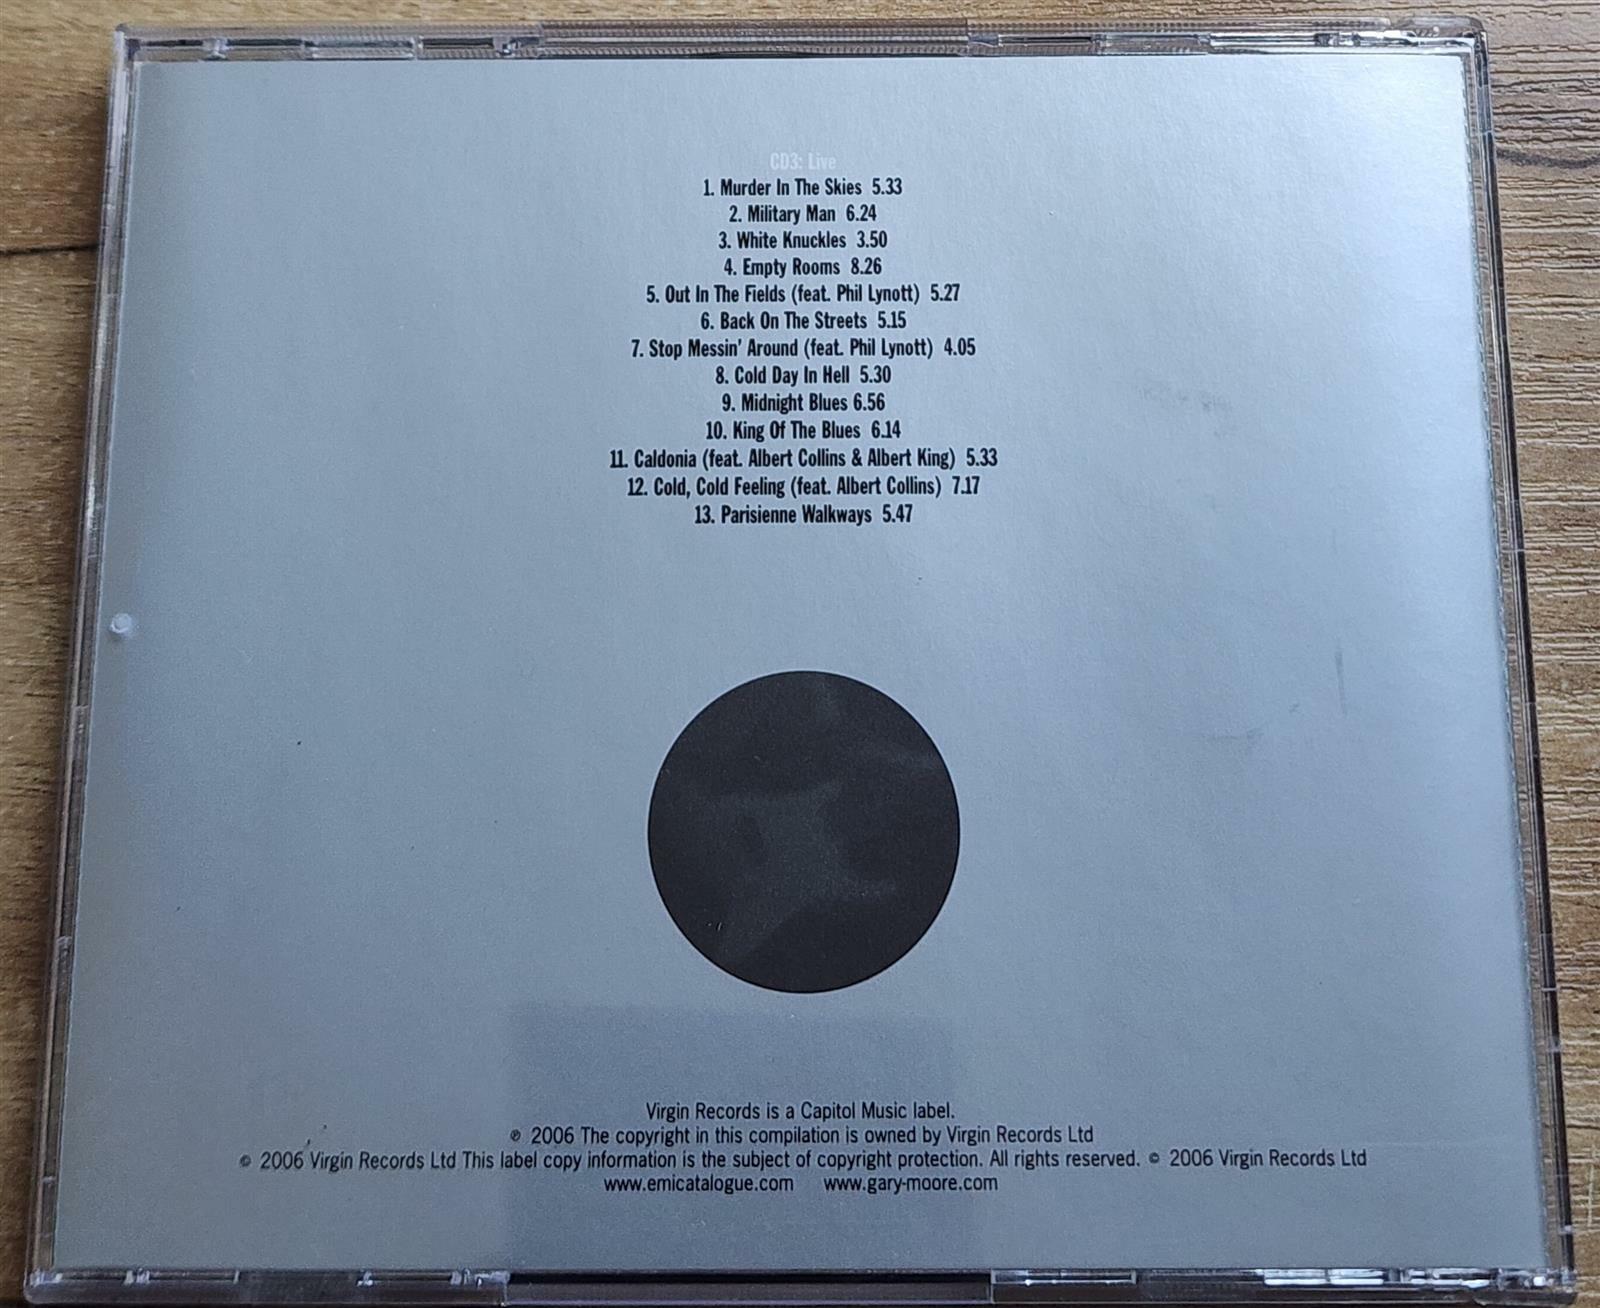 CD3: Live
1. Murder In The Skies 5.33
2. Military Man 6.24
3. White Knuckles 3.50
4. Empty Rooms 8.26
5. Out In The Fields (feat. Phil Lynott) 5.27
6. Back On The Streets 5.15
7. Stop Messin' Around (feat. Phil Lynott) 4.05
8. Cold Day In Hell 5.30
9. Midnight Blues 6.56
10. King Of The Blues 6.14
11. Caldonia (feat. Albert Collins & Albert King) 5.33
12. Cold, Cold Feeling (feat. Albert Collins) 7.17
13. Parisienne Walkways 5.47
Virgin Records is a Capitol Music label.
℗ 2006 The copyright in this compilation is owned by Virgin Records Ltd
© 2006 Virgin Records Ltd This label copy information is the subject of copyright protection. All rights reserved. © 2006 Virgin Records Ltd
www.emicatalogue.com www.gary-moore.com